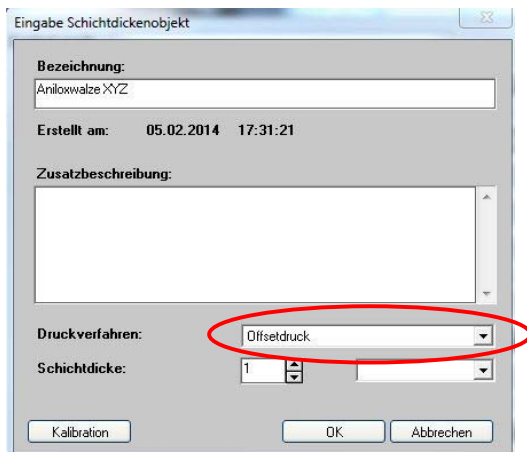 Eingabe Schichtdickenobjekt
Bezeichnung:
Aniloxwalze XYZ
Erstellt am: 05.02.2014 17:31:21
Zusatzbeschreibung:
Druckverfahren: Offsetdruck
Schichtdicke: 1
Kalibration OK Abbrechen